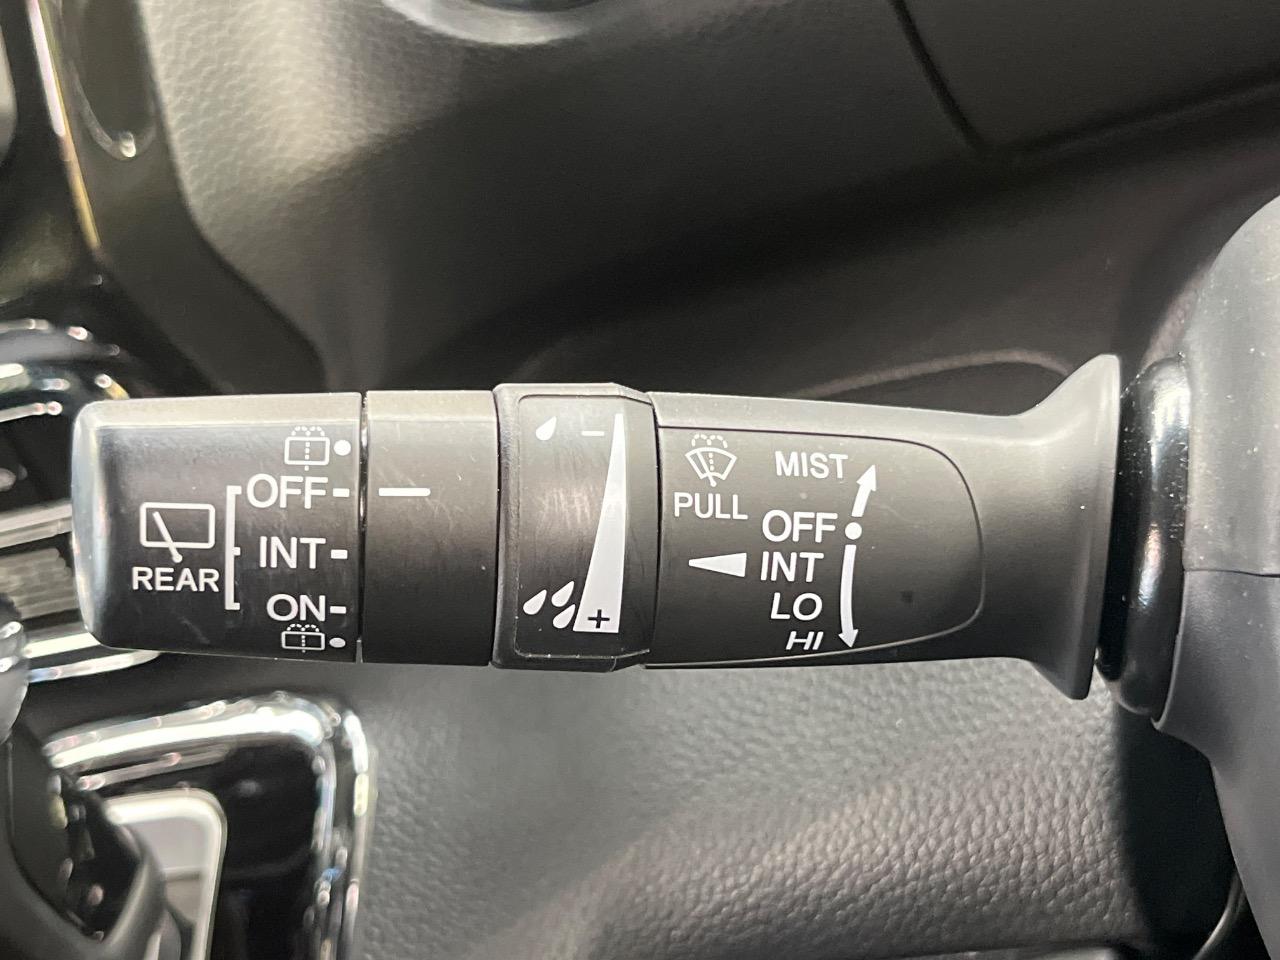 OFF
INT
REAR
ON
−
+
PULL
MIST
OFF
INT
LO
HI